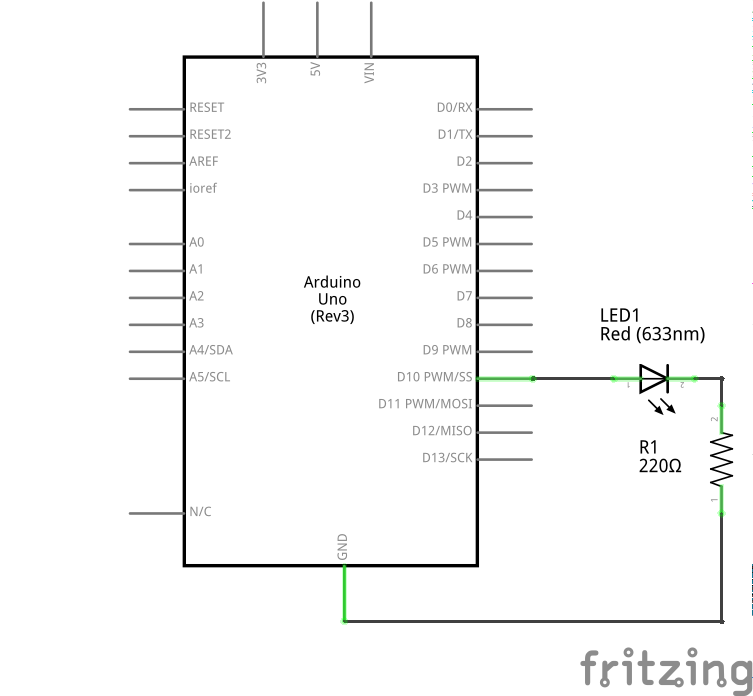 3V3
5V
VIN
RESET
RESET2
AREF
ioref
A0
A1
A2
A3
A4/SDA
A5/SCL
N/C
Arduino
Uno
(Rev3)
D0/RX
D1/TX
D2
D3 PWM
D4
D5 PWM
D6 PWM
D7
D8
D9 PWM
D10 PWM/SS
D11 PWM/MOSI
D12/MISO
D13/SCK
GND
LED1
Red (633nm)
1
2
R1
220Ω
2
1
fritzing